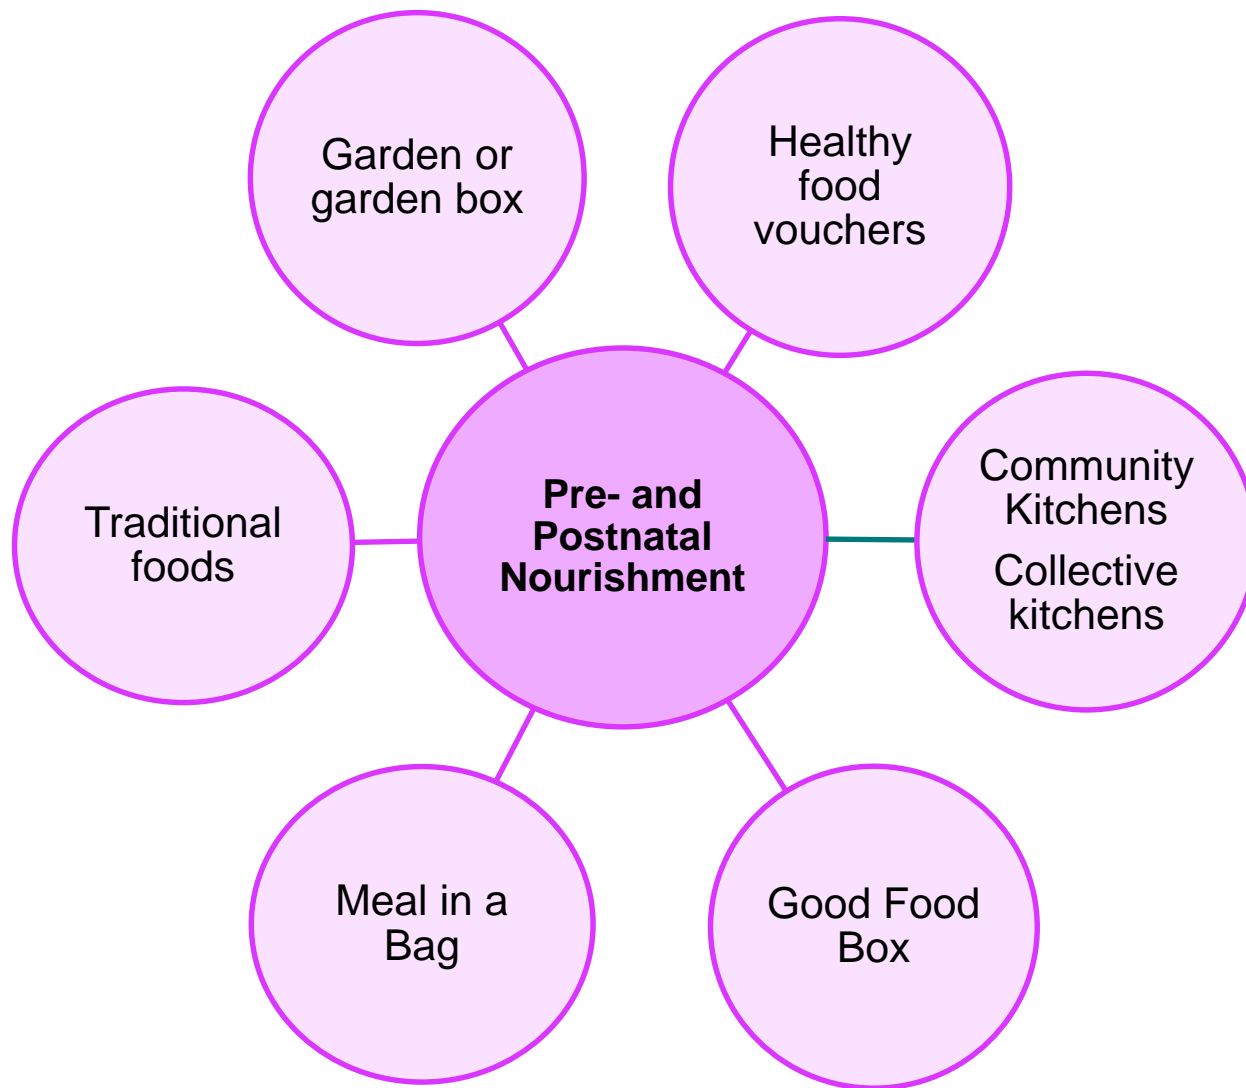 Garden or
garden box
Healthy
food
vouchers
Community
Kitchens
Collective
kitchens
Pre- and
Postnatal
Nourishment
Traditional
foods
Meal in a
Bag
Good Food
Box